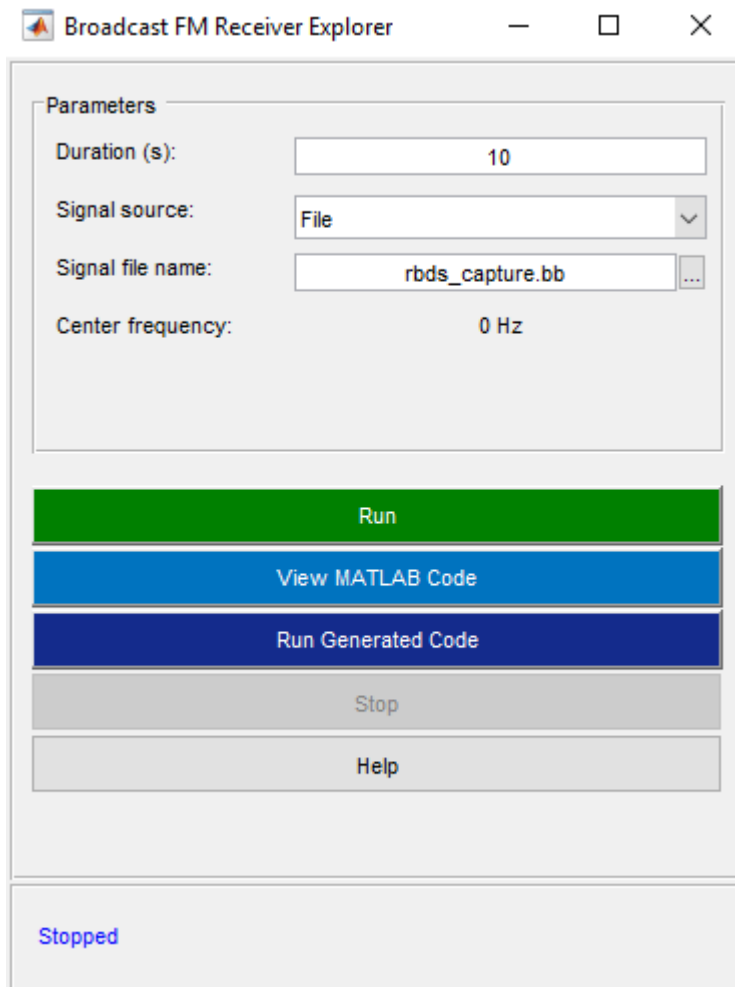 Broadcast FM Receiver Explorer
Parameters
Duration (s): 10
Signal source: File
Signal file name: rbds_capture.bb ...
Center frequency: 0 Hz
Run
View MATLAB Code
Run Generated Code
Stop
Help
Stopped